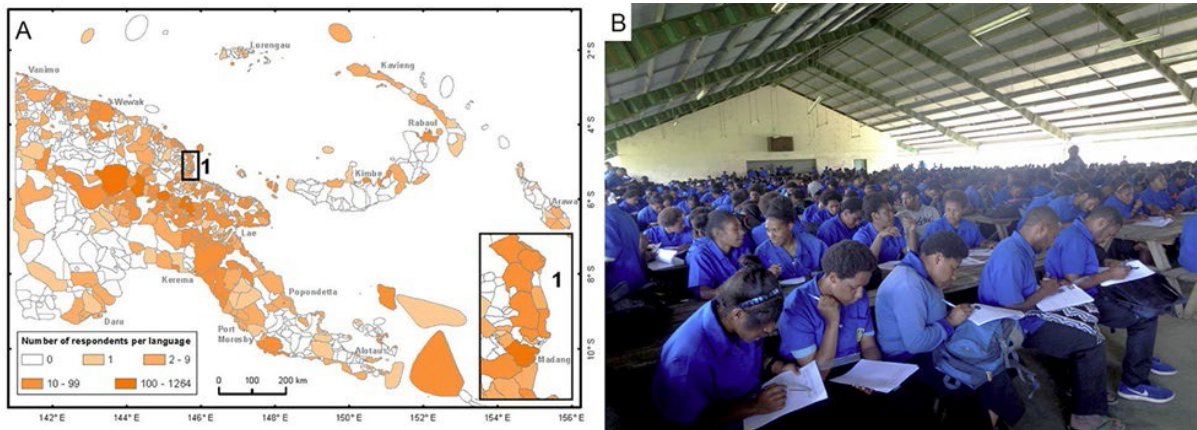 A
B
Lorengau
Vanimo
Kavieng
Wewak
Rabaul
1
Kimbe
Arawa
Lae
1
Kerema
Popondetta
Daru
Port
Moresby
Alotau
Madang
Number of respondents per language
0 1 2 - 9
10 - 99 100 - 1264
0 100 200 km
2° S
4° S
6° S
8° S
10° S
142° E 144° E 146° E 148° E 150° E 152° E 154° E 156° E